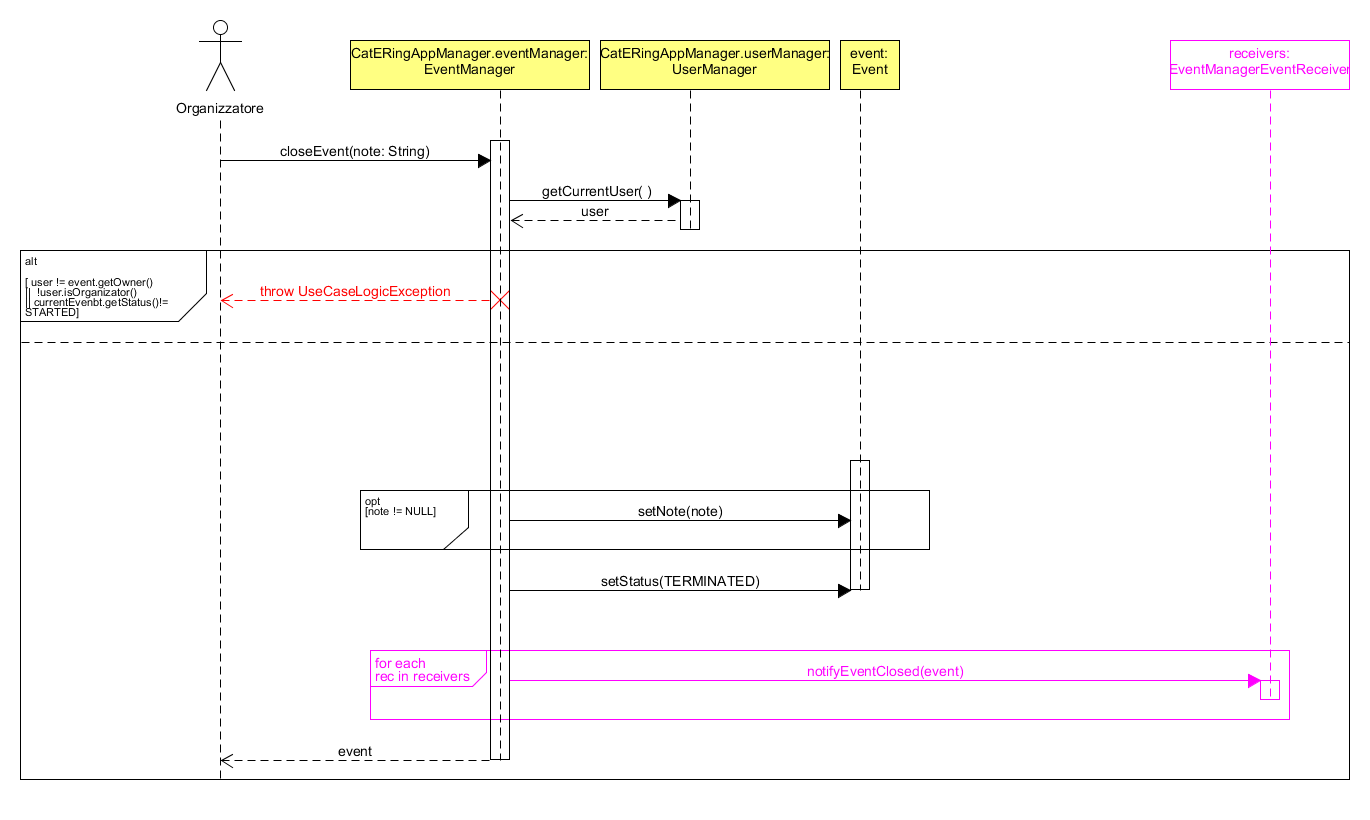 Organizzatore
CatERingAppManager.eventManager:
EventManager
CatERingAppManager.userManager:
UserManager
event:
Event
receivers:
EventManagerEventReceiver
closeEvent(note: String)
getCurrentUser( )
user
alt
[ user != event.getOwner()
|| !user.isOrganizator()
|| currentEvenbt.getStatus()!=
STARTED]
throw UseCaseLogicException
opt
[note != NULL]
setNote(note)
setStatus(TERMINATED)
for each
rec in receivers
notifyEventClosed(event)
event